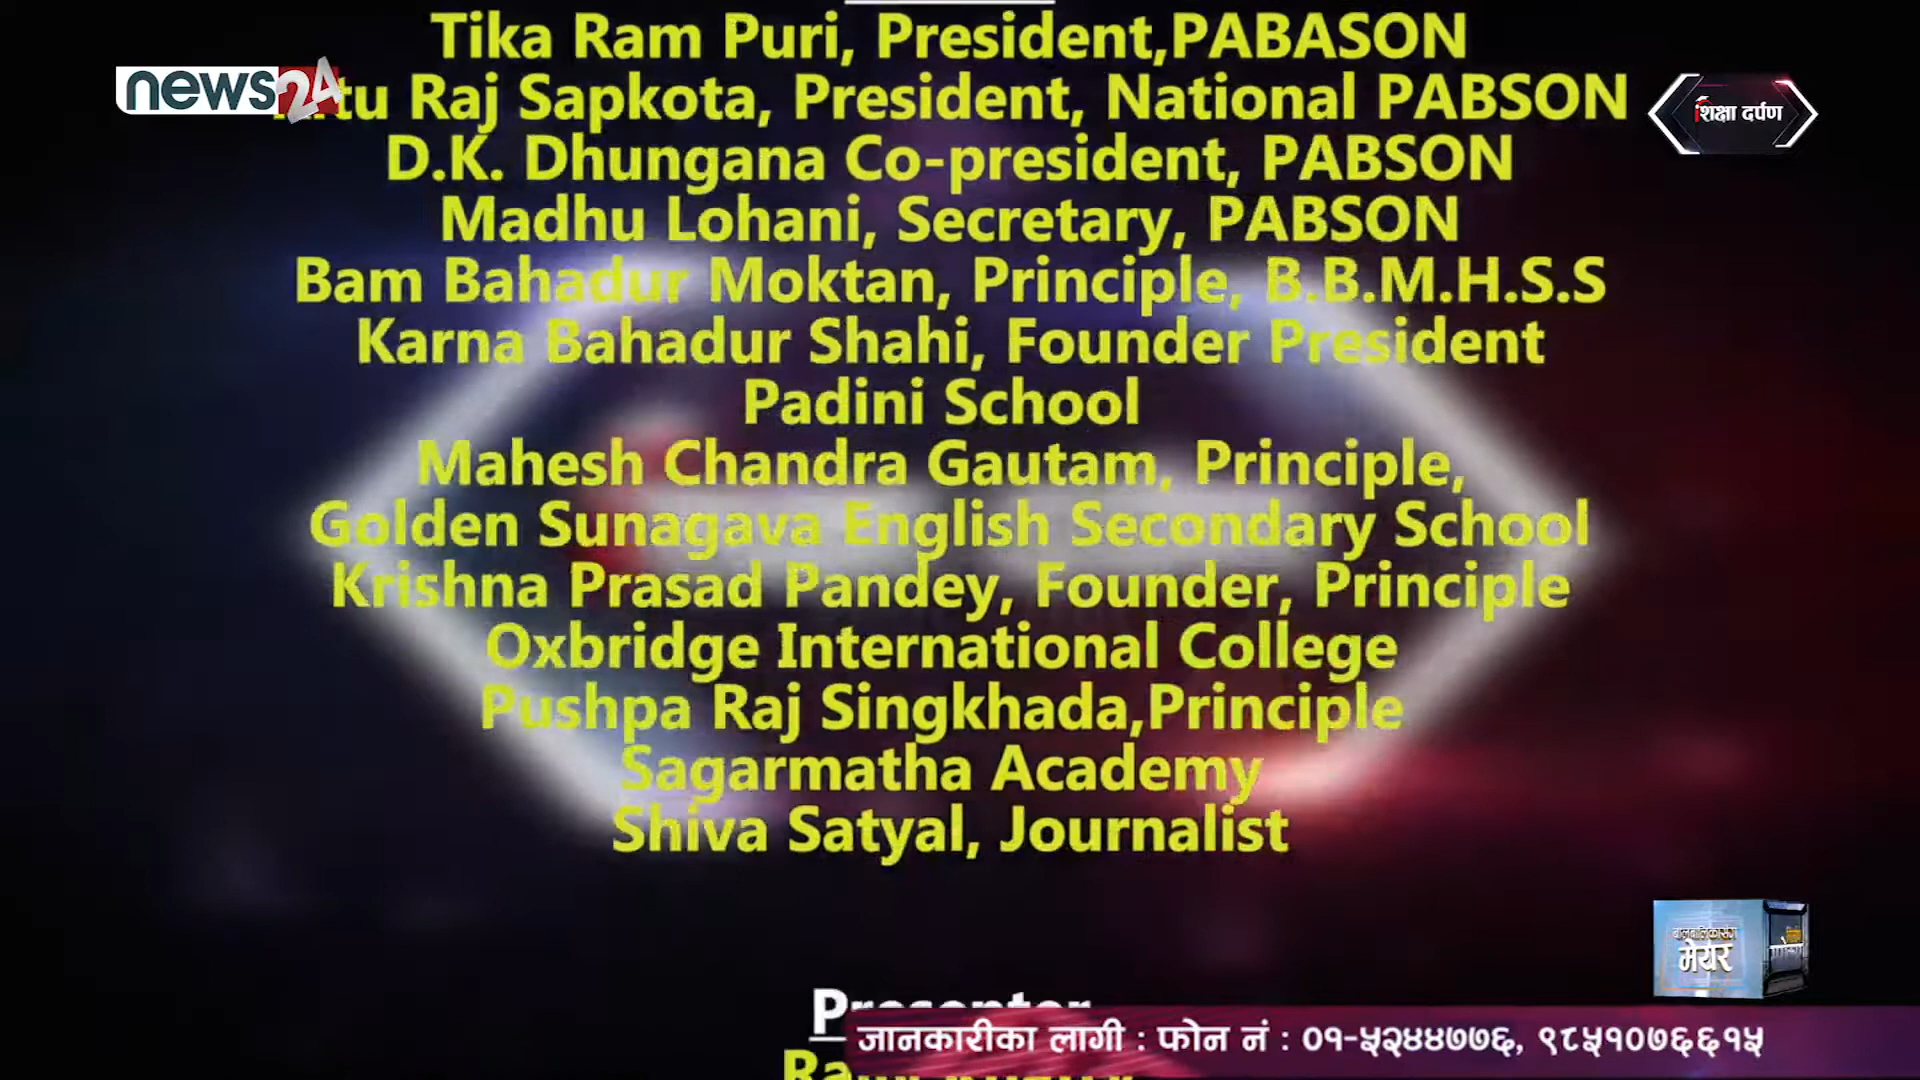 Tika Ram Puri, President,PABASON
news24
tu Raj Sapkota, President, National PABSON
शिक्षा दर्पण
D.K. Dhungana Co-president, PABSON
Madhu Lohani, Secretary, PABSON
Bam Bahadur Moktan, Principle, B.B.M.H.S.S
Karna Bahadur Shahi, Founder President
Padini School
Mahesh Chandra Gautam, Principle,
Golden Sunagava English Secondary School
Krishna Prasad Pandey, Founder, Principle
Oxbridge International College
Pushpa Raj Singkhada,Principle
Sagarmatha Academy
Shiva Satyal, Journalist
मेयर
Presenter
जानकारीका लागी : फोन नं : ०१-५२४४७७६, ९८५१०७६६१५